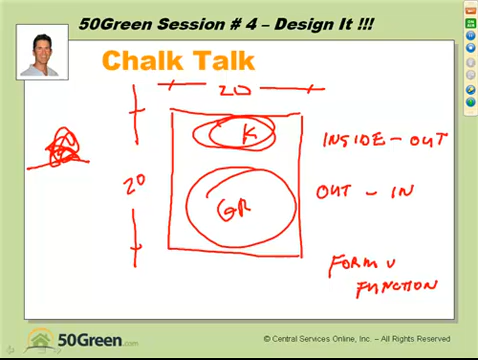 50Green Session # 4 – Design It !!!
Chalk Talk
20
K
INSIDE - OUT
20
OUT - IN
GR
FORM V
FUNCTION
50Green.com
© Central Services Online, Inc. – All Rights Reserved